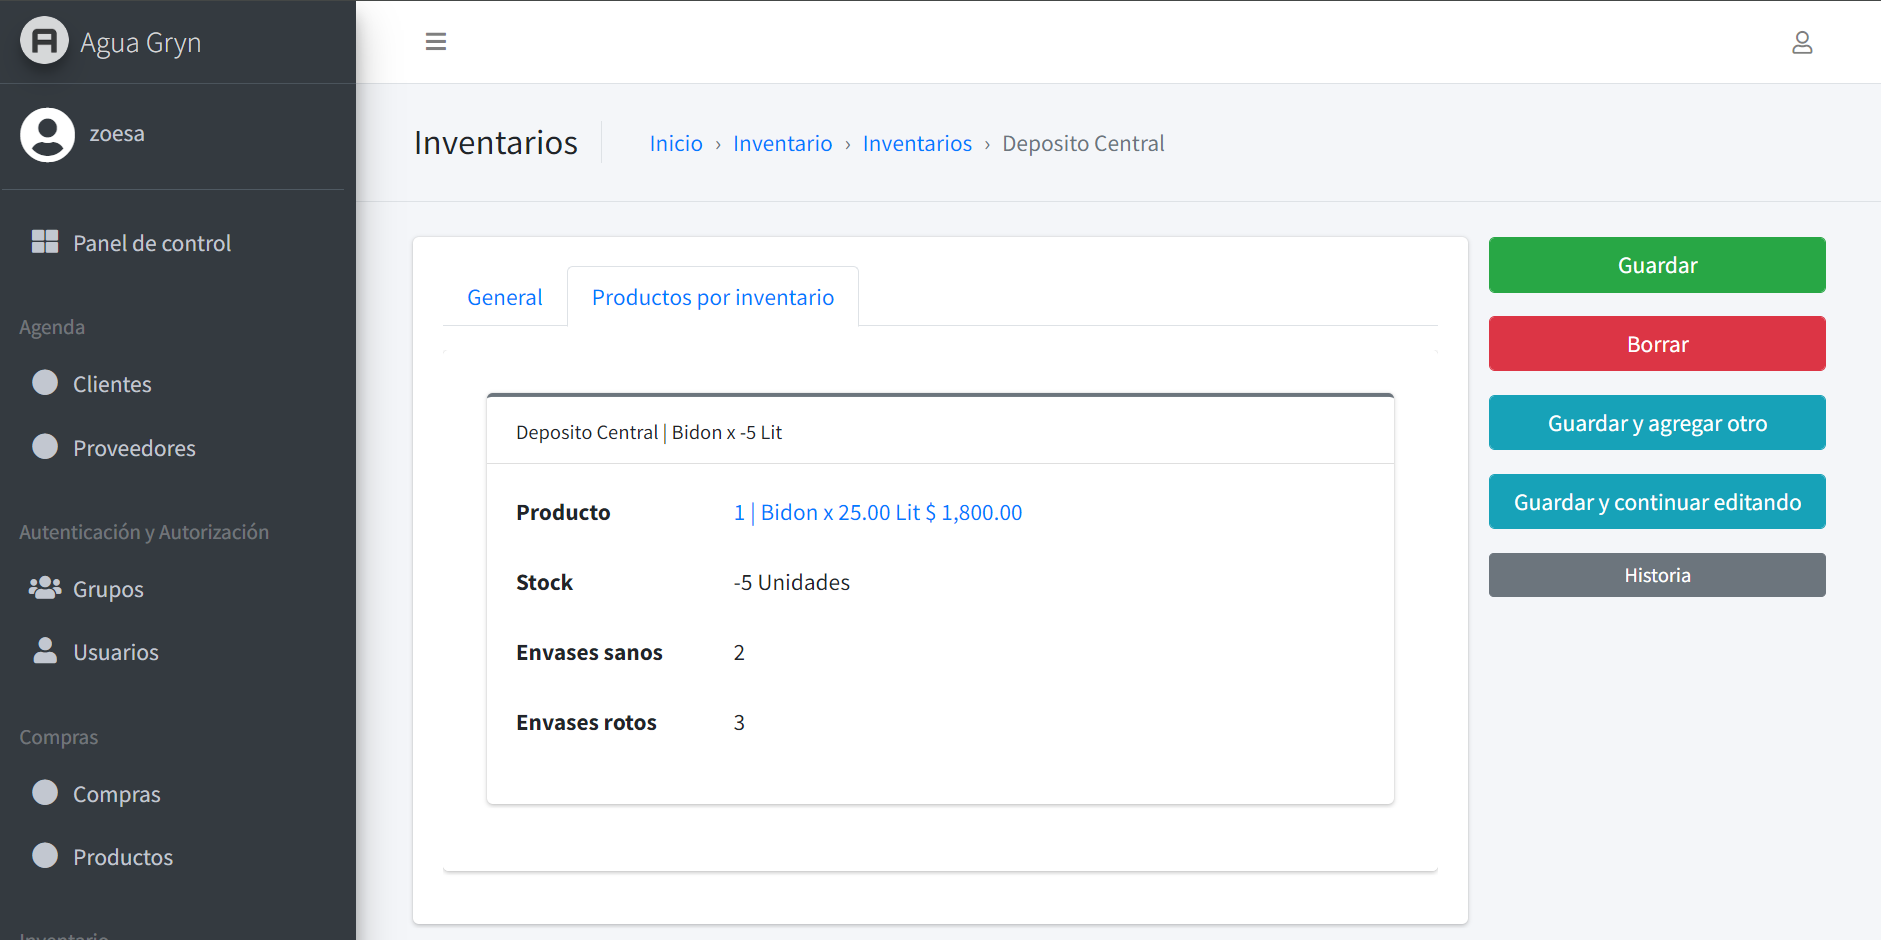 Agua Gryn
zoesa
Panel de control
Agenda
Clientes
Proveedores
Autenticación y Autorización
Grupos
Usuarios
Compras
Compras
Productos
Inventario
Inventarios
Inicio › Inventario › Inventarios › Deposito Central
General
Productos por inventario
Deposito Central | Bidon x -5 Lit
Producto 1 | Bidon x 25.00 Lit $ 1,800.00
Stock -5 Unidades
Envases sanos 2
Envases rotos 3
Guardar
Borrar
Guardar y agregar otro
Guardar y continuar editando
Historia